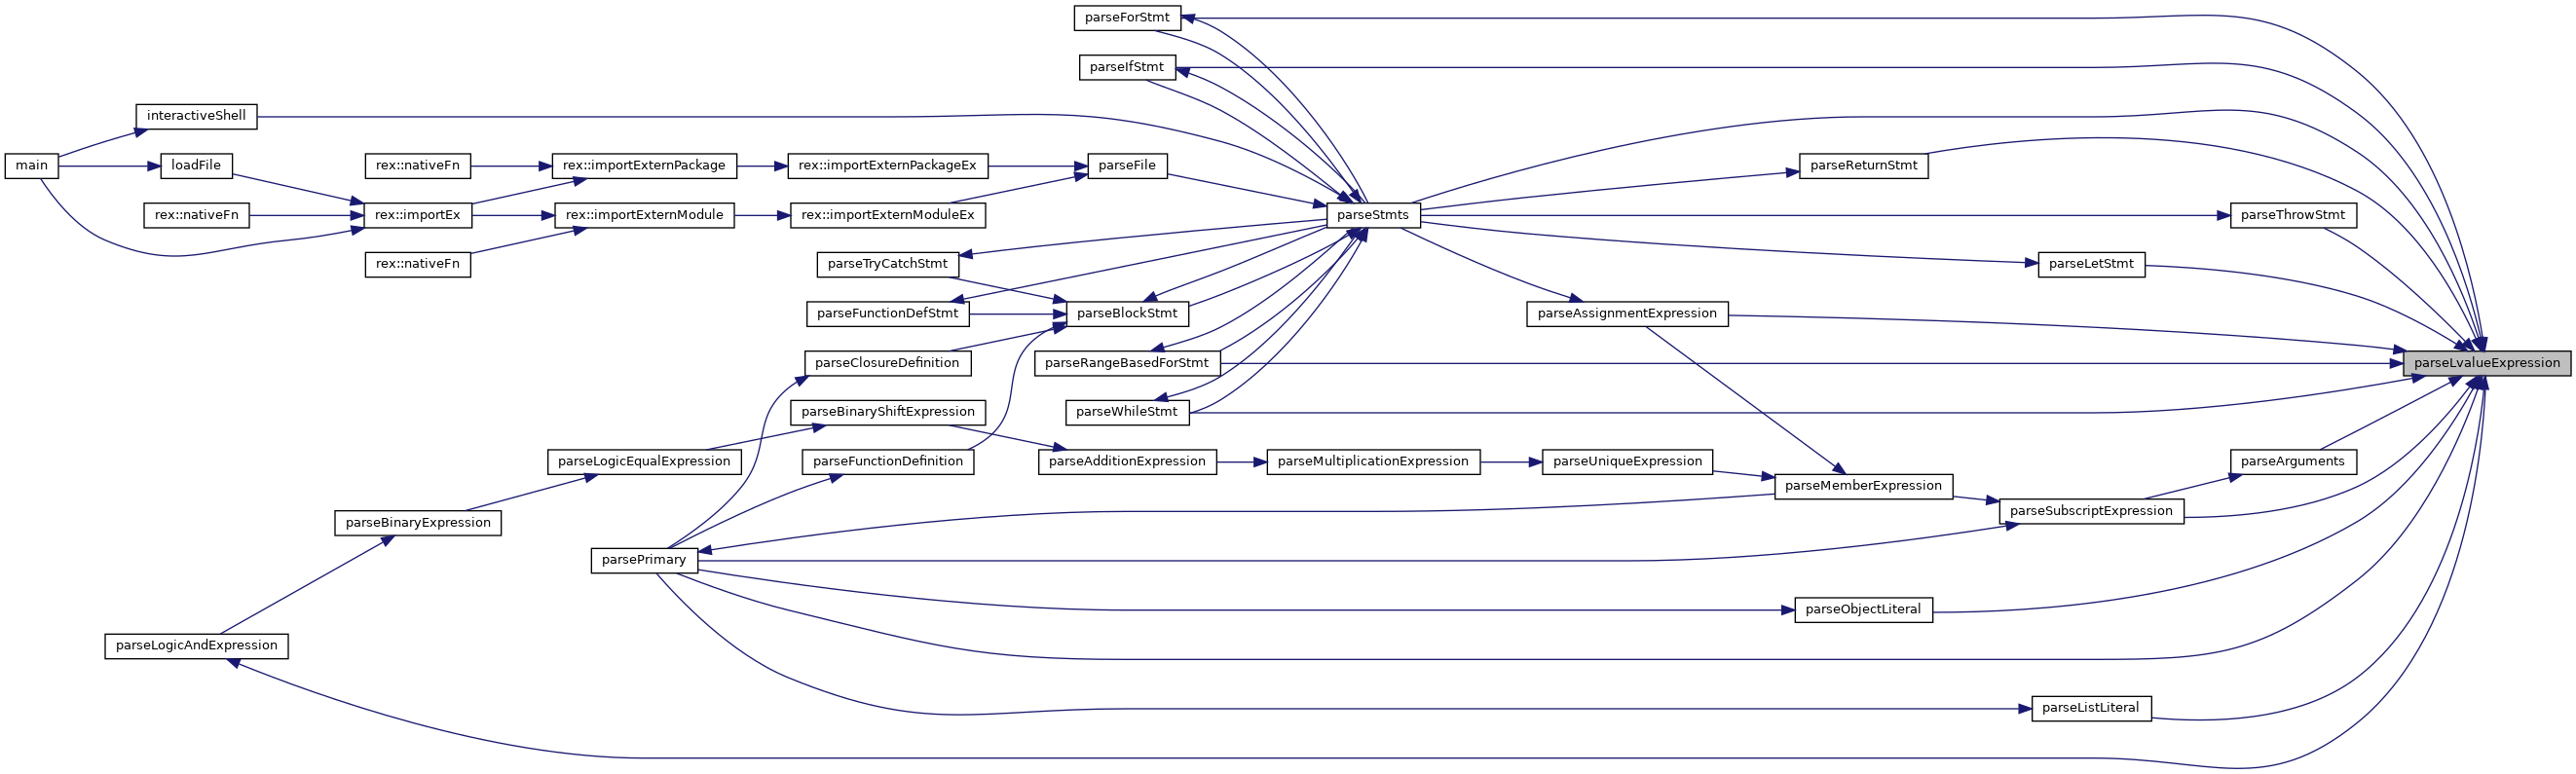 parseForStmt
parseIfStmt
interactiveShell
main
loadFile
rex::nativeFn
rex::importExternPackage
rex::importExternPackageEx
parseFile
parseReturnStmt
rex::nativeFn
rex::importEx
rex::importExternModule
rex::importExternModuleEx
parseStmts
parseThrowStmt
rex::nativeFn
parseTryCatchStmt
parseLetStmt
parseFunctionDefStmt
parseBlockStmt
parseAssignmentExpression
parseClosureDefinition
parseRangeBasedForStmt
parseLvalueExpression
parseBinaryShiftExpression
parseWhileStmt
parseLogicEqualExpression
parseFunctionDefinition
parseAdditionExpression
parseMultiplicationExpression
parseUniqueExpression
parseArguments
parseMemberExpression
parseSubscriptExpression
parseBinaryExpression
parsePrimary
parseObjectLiteral
parseLogicAndExpression
parseListLiteral